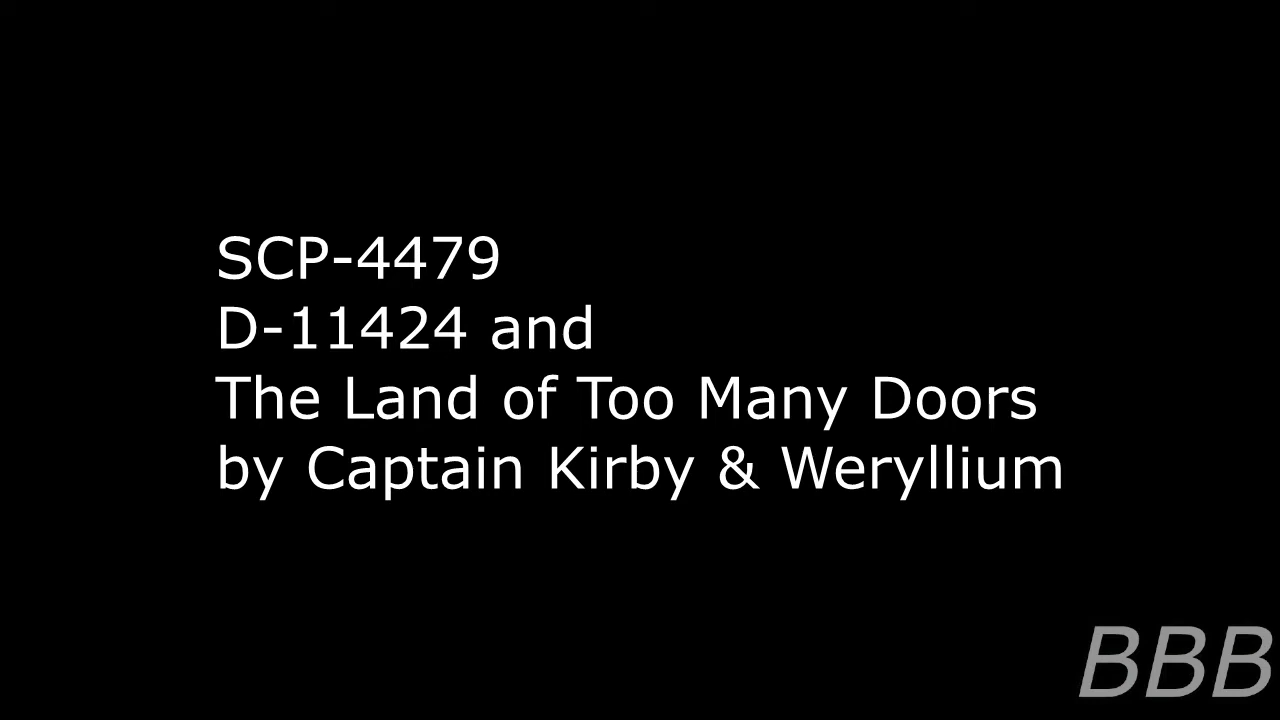 SCP-4479
D-11424 and
The Land of Too Many Doors
by Captain Kirby & Weryllium
BBB